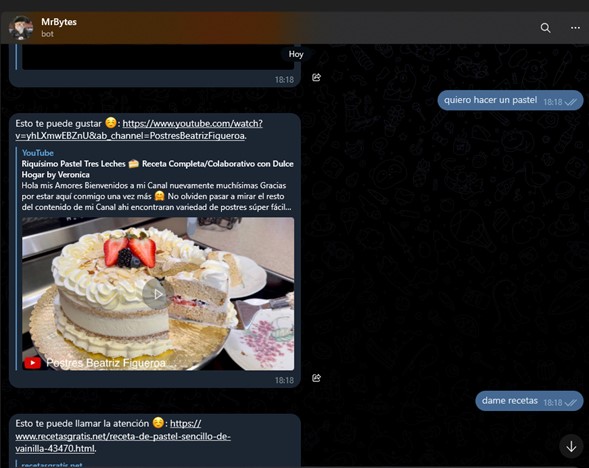 MrBytes
bot
Hoy
18:18
quiero hacer un pastel 18:18
Esto te puede gustar ☺️: https://www.youtube.com/watch?
v=yhLXmwEBZnU&ab_channel=PostresBeatrizFigueroa.
YouTube
Riquísimo Pastel Tres Leches 🍰 Receta Completa/Colaborativo con Dulce
Hogar by Veronica
Hola mis Amores Bienvenidos a mi Canal nuevamente muchísimas Gracias
por estar aquí conmigo una vez más 🤗 No olviden pasar a mirar el resto
del contenido de mi Canal ahi encontraran variedad de postres súper fácil...
Postres Beatriz Figueroa...
18:18
dame recetas 18:18
Esto te puede llamar la atención ☺️: https://
www.recetasgratis.net/receta-de-pastel-sencillo-de-
vainilla-43470.html.
recetasgratis.net